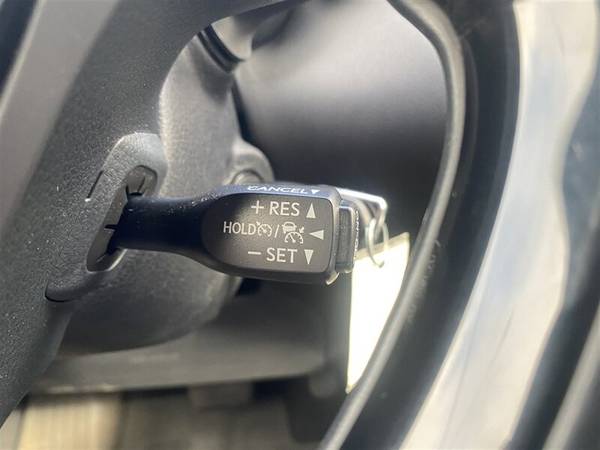 CANCEL ▼
+ RES ▲
HOLD / ◀
− SET ▼